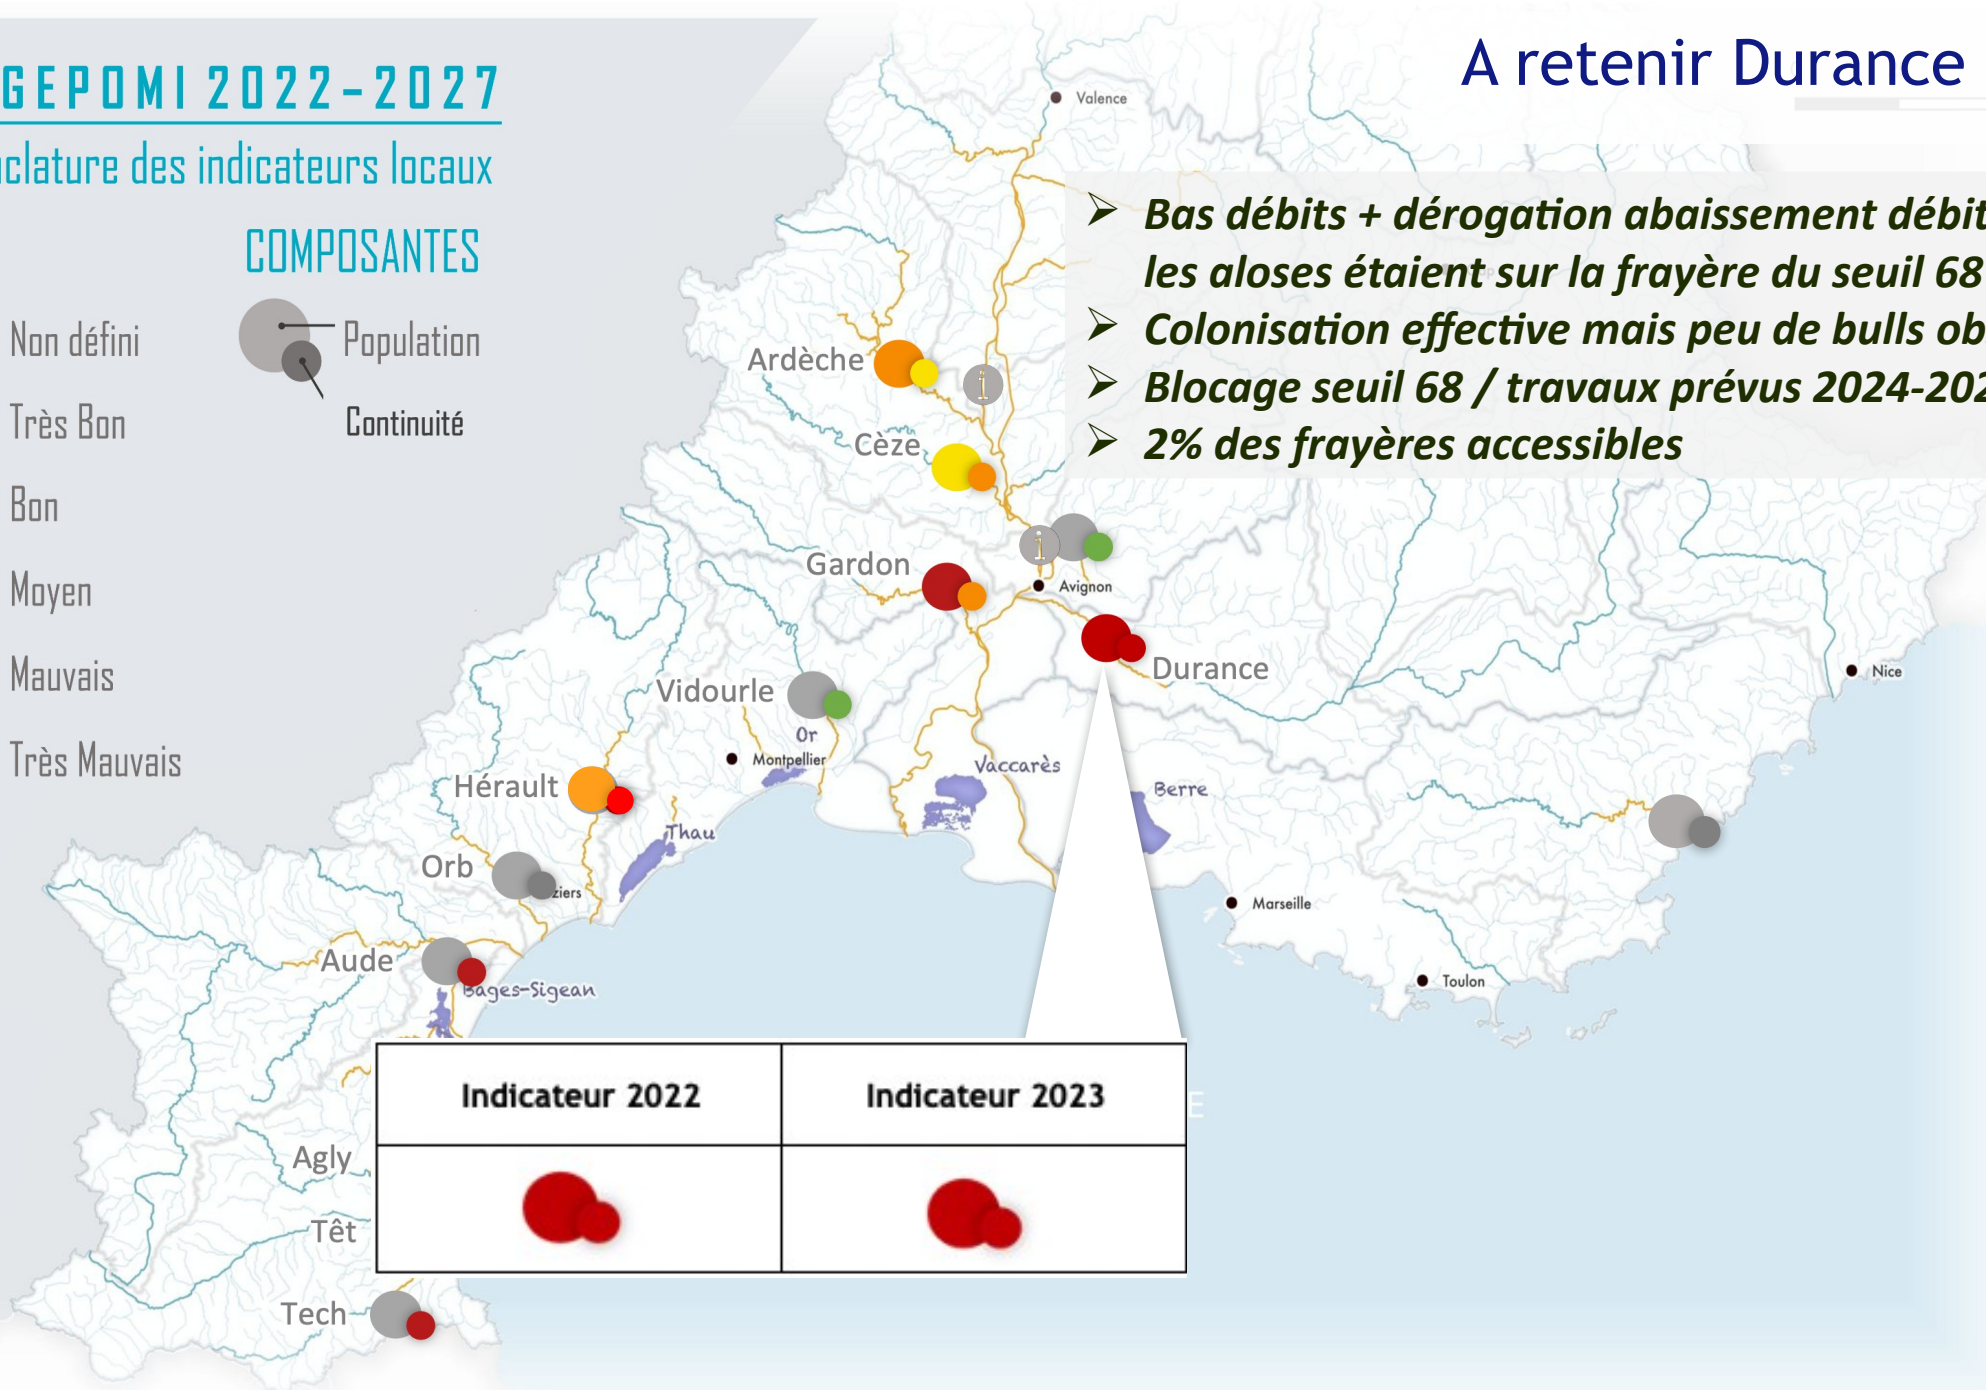 A retenir Durance
GEPOMI 2022-2027
clature des indicateurs locaux
COMPOSANTES
Non défini
Population
Très Bon
Continuité
Bon
Moyen
Mauvais
Très Mauvais
➢ Bas débits + dérogation abaissement débit
les aloses étaient sur la frayère du seuil 68
➢ Colonisation effective mais peu de bulls ob
➢ Blocage seuil 68 / travaux prévus 2024-202
➢ 2% des frayères accessibles
Valence
Ardèche
i
Cèze
i
Gardon
Avignon
Durance
Nice
Vidourle
Or
Montpellier
Vaccarès
Hérault
Berre
Thau
Orb
ziers
Marseille
Aude
Toulon
Bages-Sigean
Indicateur 2022
Indicateur 2023
E
Agly
Têt
Tech